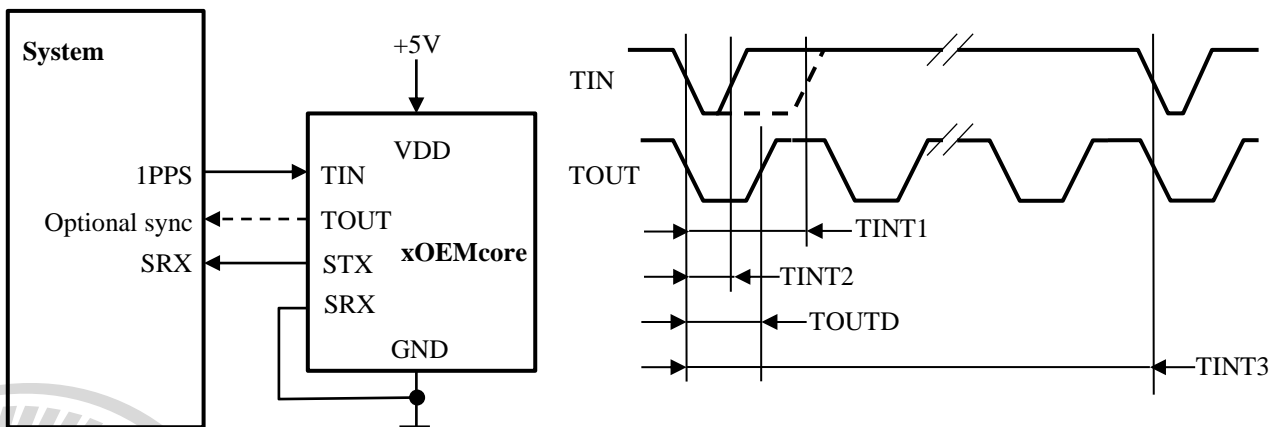 System
1PPS
Optional sync
SRX
+5V
VDD
TIN
TOUT
xOEMcore
STX
SRX
GND
TIN
TOUT
TINT1
TINT2
TOUTD
TINT3